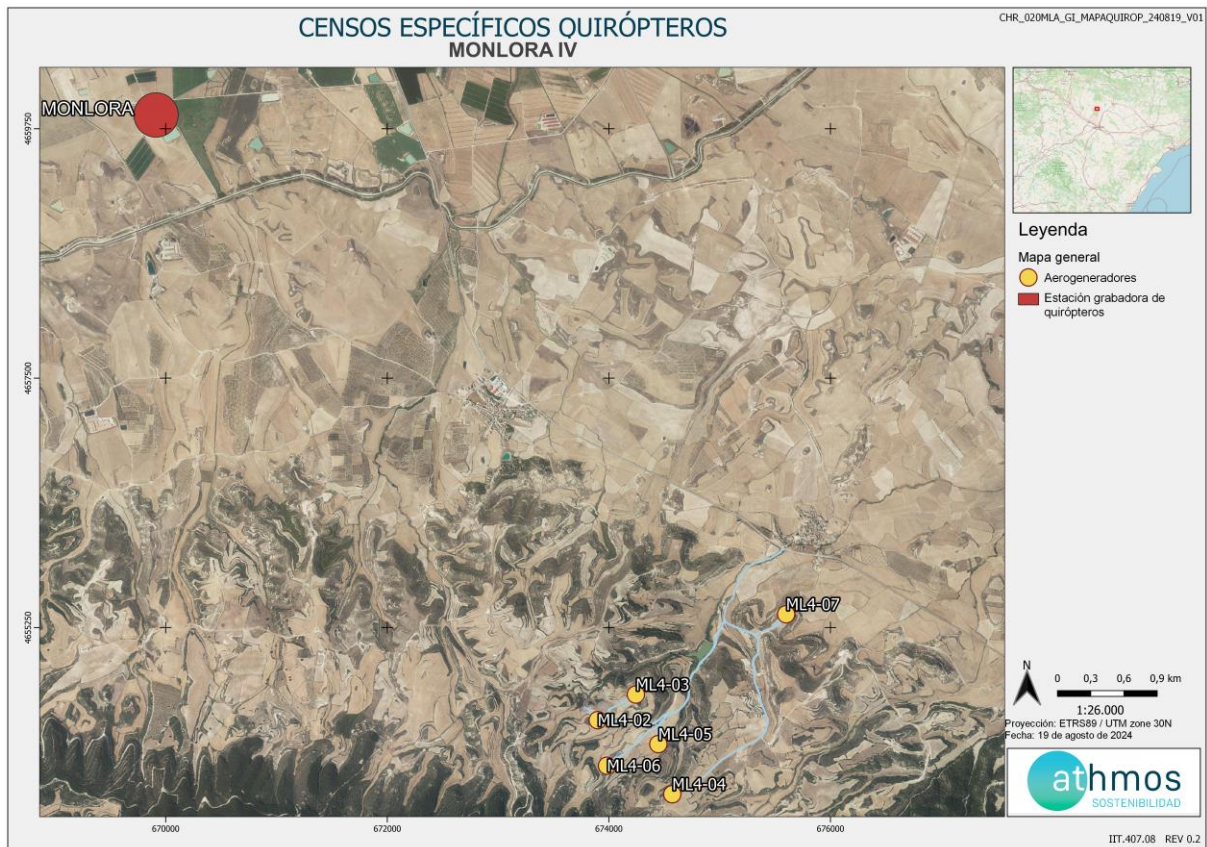 CHR_020MLA_GI_MAPAQUIROP_240819_V01
CENSOS ESPECÍFICOS QUIRÓPTEROS
MONLORA IV
MONLORA
4659750
4657500
4655250
670000
672000
674000
676000
ML4-07
ML4-03
ML4-02
ML4-05
ML4-06
ML4-04
Leyenda
Mapa general
Aerogeneradores
Estación grabadora de
quirópteros
N
0 0,3 0,6 0,9 km
1:26.000
Proyección: ETRS89 / UTM zone 30N
Fecha: 19 de agosto de 2024
athmos
SOSTENIBILIDAD
IIT.407.08 REV 0.2